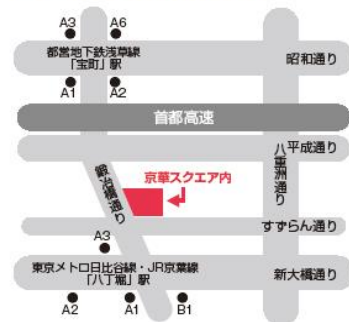 A3
A6
都営地下鉄浅草線
「宝町」駅
昭和通り
A1
A2
首都高速
平成通り
八重洲通り
鍛冶橋通り
京華スクエア内
すずらん通り
A3
東京メトロ日比谷線・JR京葉線
「八丁堀」駅
新大橋通り
A2
A1
B1